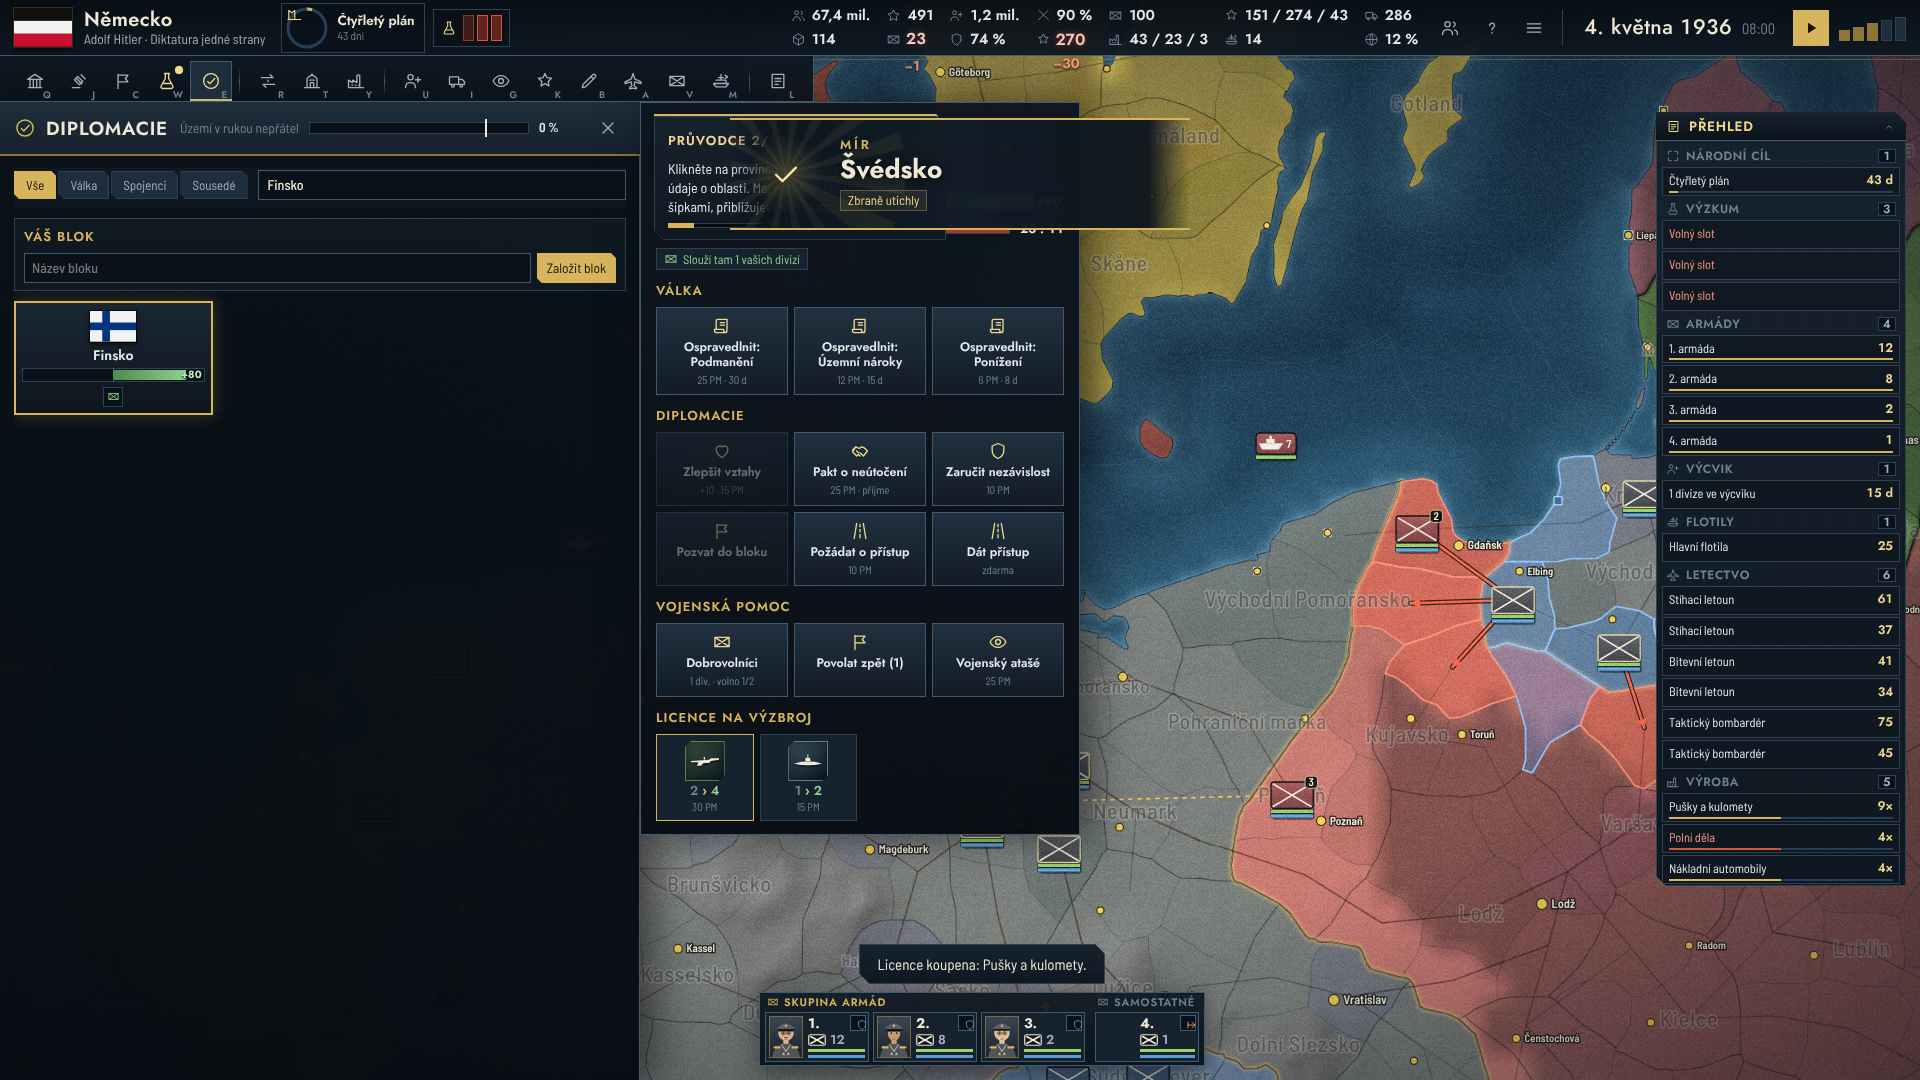 Německo
Adolf Hitler · Diktatura jedné strany
Čtyřletý plán
43 dní
67,4 mil.
491
1,2 mil.
90 %
100
151 / 274 / 43
286
114
23
74 %
270
43 / 23 / 3
14
12 %
-1
-30
4. května 1936
08:00
Q
J
C
W
E
R
T
Y
U
I
G
K
B
A
V
M
L
DIPLOMACIE
Území v rukou nepřátel
0 %
Vše
Válka
Spojenci
Sousedé
Finsko
VÁŠ BLOK
Název bloku
Založit blok
Finsko
+80
PRŮVODCE 2/
Klikněte na provinc
údaje o oblasti. Ma
šipkami, přibližuje
MÍR
Švédsko
Zbraně utichly
Slouží tam 1 vašich divizí
VÁLKA
Ospravedlnit: Podmanění
25 PM · 30 d
Ospravedlnit: Územní nároky
12 PM · 15 d
Ospravedlnit: Ponížení
6 PM · 8 d
DIPLOMACIE
Zlepšit vztahy
+10 · 15 PM
Pakt o neútočení
25 PM · přijme
Zaručit nezávislost
10 PM
Pozvat do bloku
Požádat o přístup
10 PM
Dát přístup
zdarma
VOJENSKÁ POMOC
Dobrovolníci
1 div. · volno 1/2
Povolat zpět (1)
Vojenský atašé
25 PM
LICENCE NA VÝZBROJ
2 › 4
30 PM
1 › 2
15 PM
Göteborg
Gotland
måland
Skåne
Liepā
7
2
Gdańsk
Elbing
Východ
Východní Pomořansko
ořansko
Pohraniční marka
Kujavsko
Toruň
3
Poznaň
Neumark
Magdeburk
Brunšvicko
Kassel
Kasselsko
Lodž
Lodž
Varša
Radom
Lublin
Vratislav
Kielce
Čenstochová
Dolní Slezsko
Lužice
PŘEHLED
NÁRODNÍ CÍL
1
Čtyřletý plán
43 d
VÝZKUM
3
Volný slot
Volný slot
Volný slot
ARMÁDY
4
1. armáda
12
2. armáda
8
3. armáda
2
4. armáda
1
VÝCVIK
1
1 divize ve výcviku
15 d
FLOTILY
1
Hlavní flotila
25
LETECTVO
6
Stíhací letoun
61
Stíhací letoun
37
Bitevní letoun
41
Bitevní letoun
34
Taktický bombardér
75
Taktický bombardér
45
VÝROBA
5
Pušky a kulomety
9×
Polní děla
4×
Nákladní automobily
4×
Licence koupena: Pušky a kulomety.
SKUPINA ARMÁD
SAMOSTATNÉ
1.
12
2.
8
3.
2
4.
1